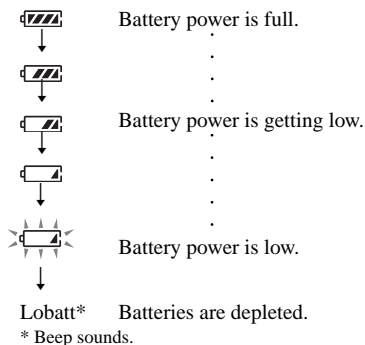 Battery power is full.
Battery power is getting low.
Battery power is low.
Lobatt* Batteries are depleted.
* Beep sounds.